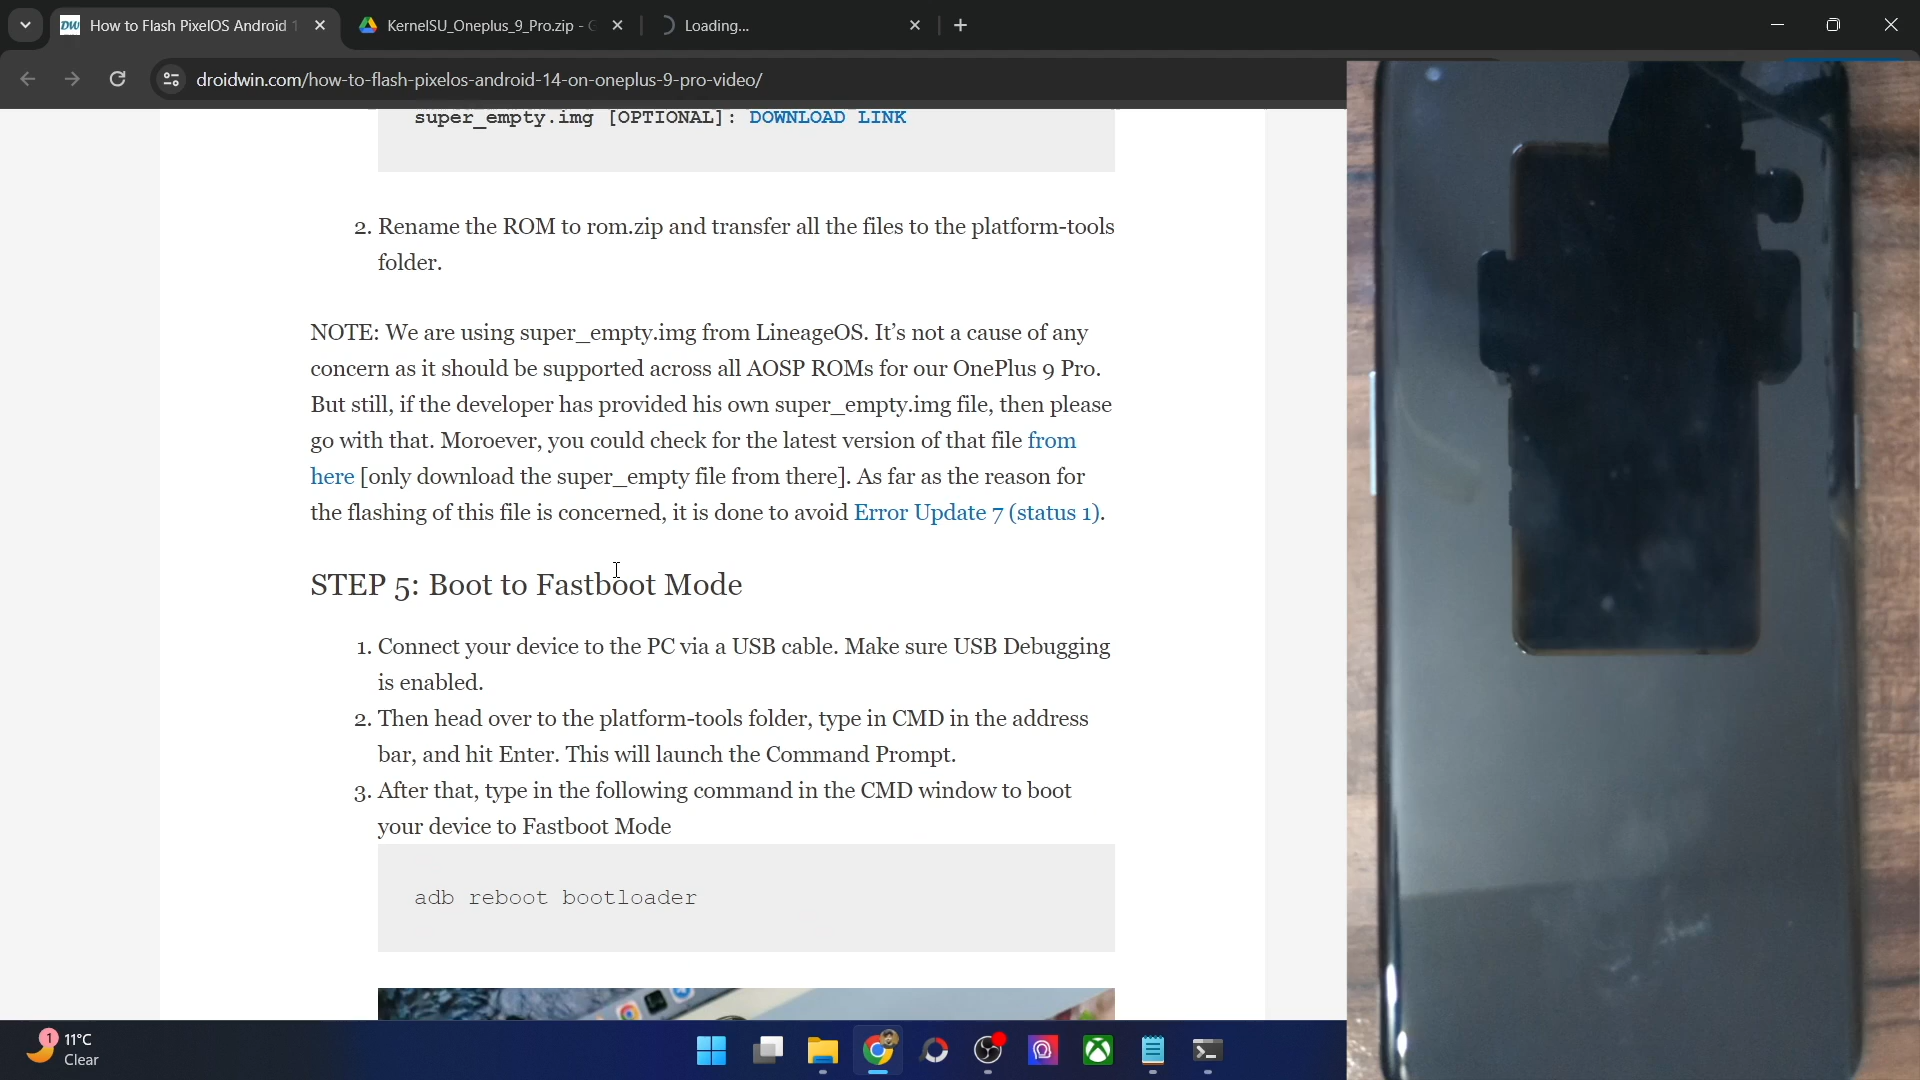 DW How to Flash PixelOS Android 1
KernelSU_Oneplus_9_Pro.zip - G
Loading...
droidwin.com/how-to-flash-pixelos-android-14-on-oneplus-9-pro-video/
super_empty.img [OPTIONAL]: DOWNLOAD LINK
2. Rename the ROM to rom.zip and transfer all the files to the platform-tools
folder.
NOTE: We are using super_empty.img from LineageOS. It’s not a cause of any
concern as it should be supported across all AOSP ROMs for our OnePlus 9 Pro.
But still, if the developer has provided his own super_empty.img file, then please
go with that. Moroever, you could check for the latest version of that file from
here [only download the super_empty file from there]. As far as the reason for
the flashing of this file is concerned, it is done to avoid Error Update 7 (status 1).
STEP 5: Boot to Fastboot Mode
1. Connect your device to the PC via a USB cable. Make sure USB Debugging
is enabled.
2. Then head over to the platform-tools folder, type in CMD in the address
bar, and hit Enter. This will launch the Command Prompt.
3. After that, type in the following command in the CMD window to boot
your device to Fastboot Mode
adb reboot bootloader
1
11°C
Clear